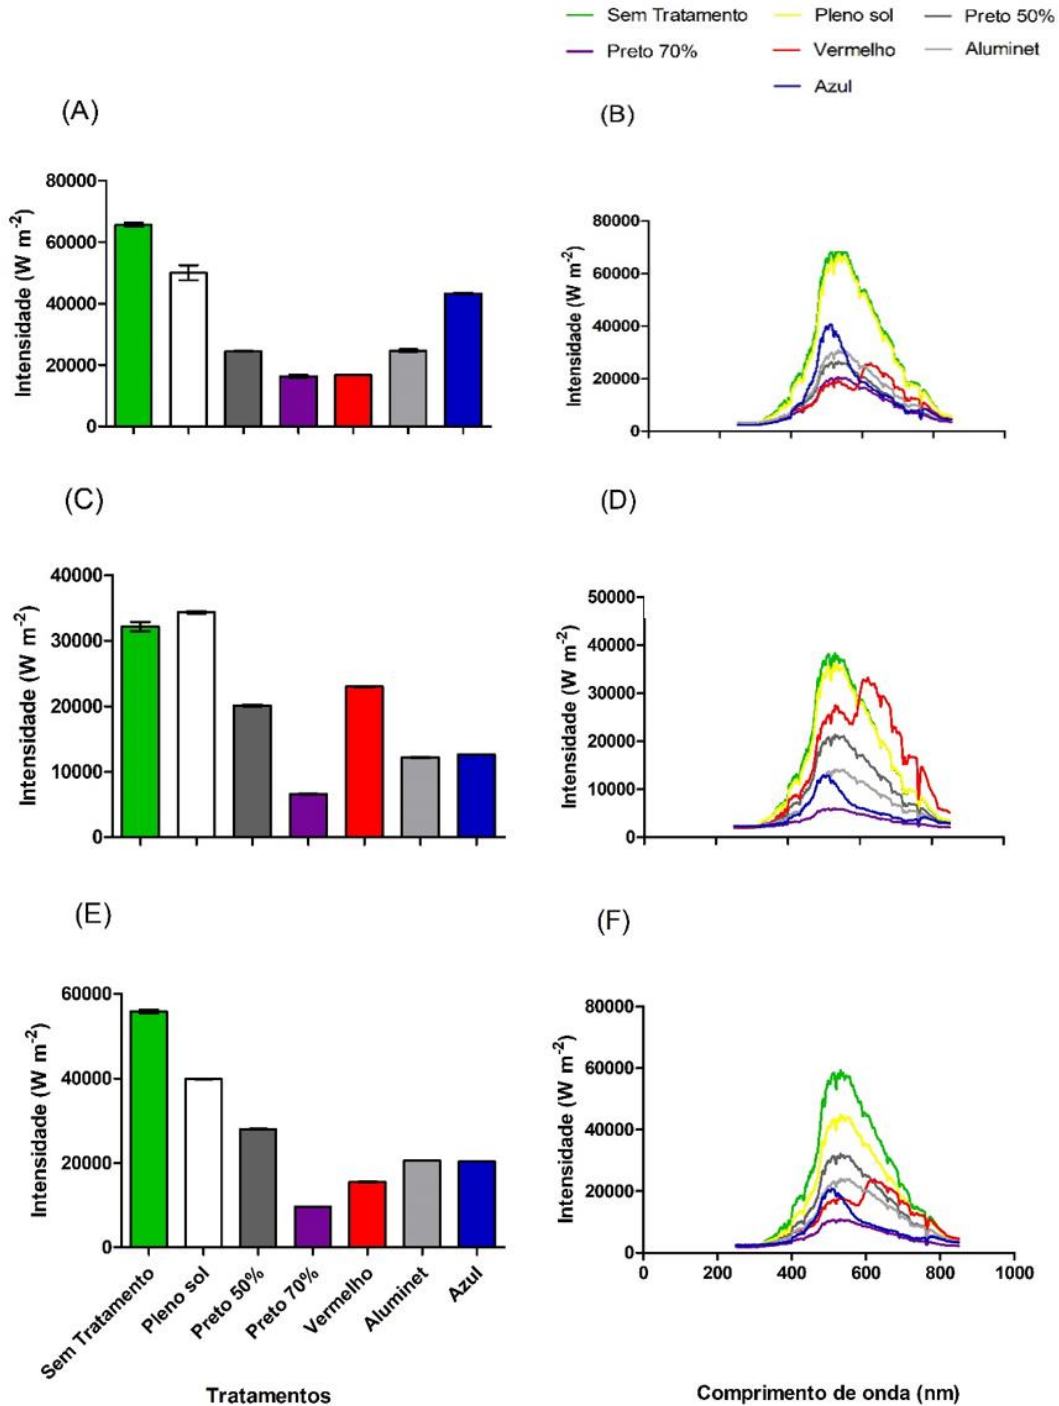 Sem Tratamento Pleno sol Preto 50%
Preto 70% Vermelho Aluminet
Azul
(A)
80000
60000
40000
20000
0
Intensidade (W m-2)
(B)
80000
60000
40000
20000
0
Intensidade (W m-2)
(C)
40000
30000
20000
10000
0
Intensidade (W m-2)
(D)
50000
40000
30000
20000
10000
0
Intensidade (W m-2)
(E)
60000
40000
20000
0
Intensidade (W m-2)
Sem Tratamento
Pleno sol
Preto 50%
Preto 70%
Vermelho
Aluminet
Azul
Tratamentos
(F)
80000
60000
40000
20000
0
Intensidade (W m-2)
0 200 400 600 800 1000
Comprimento de onda (nm)